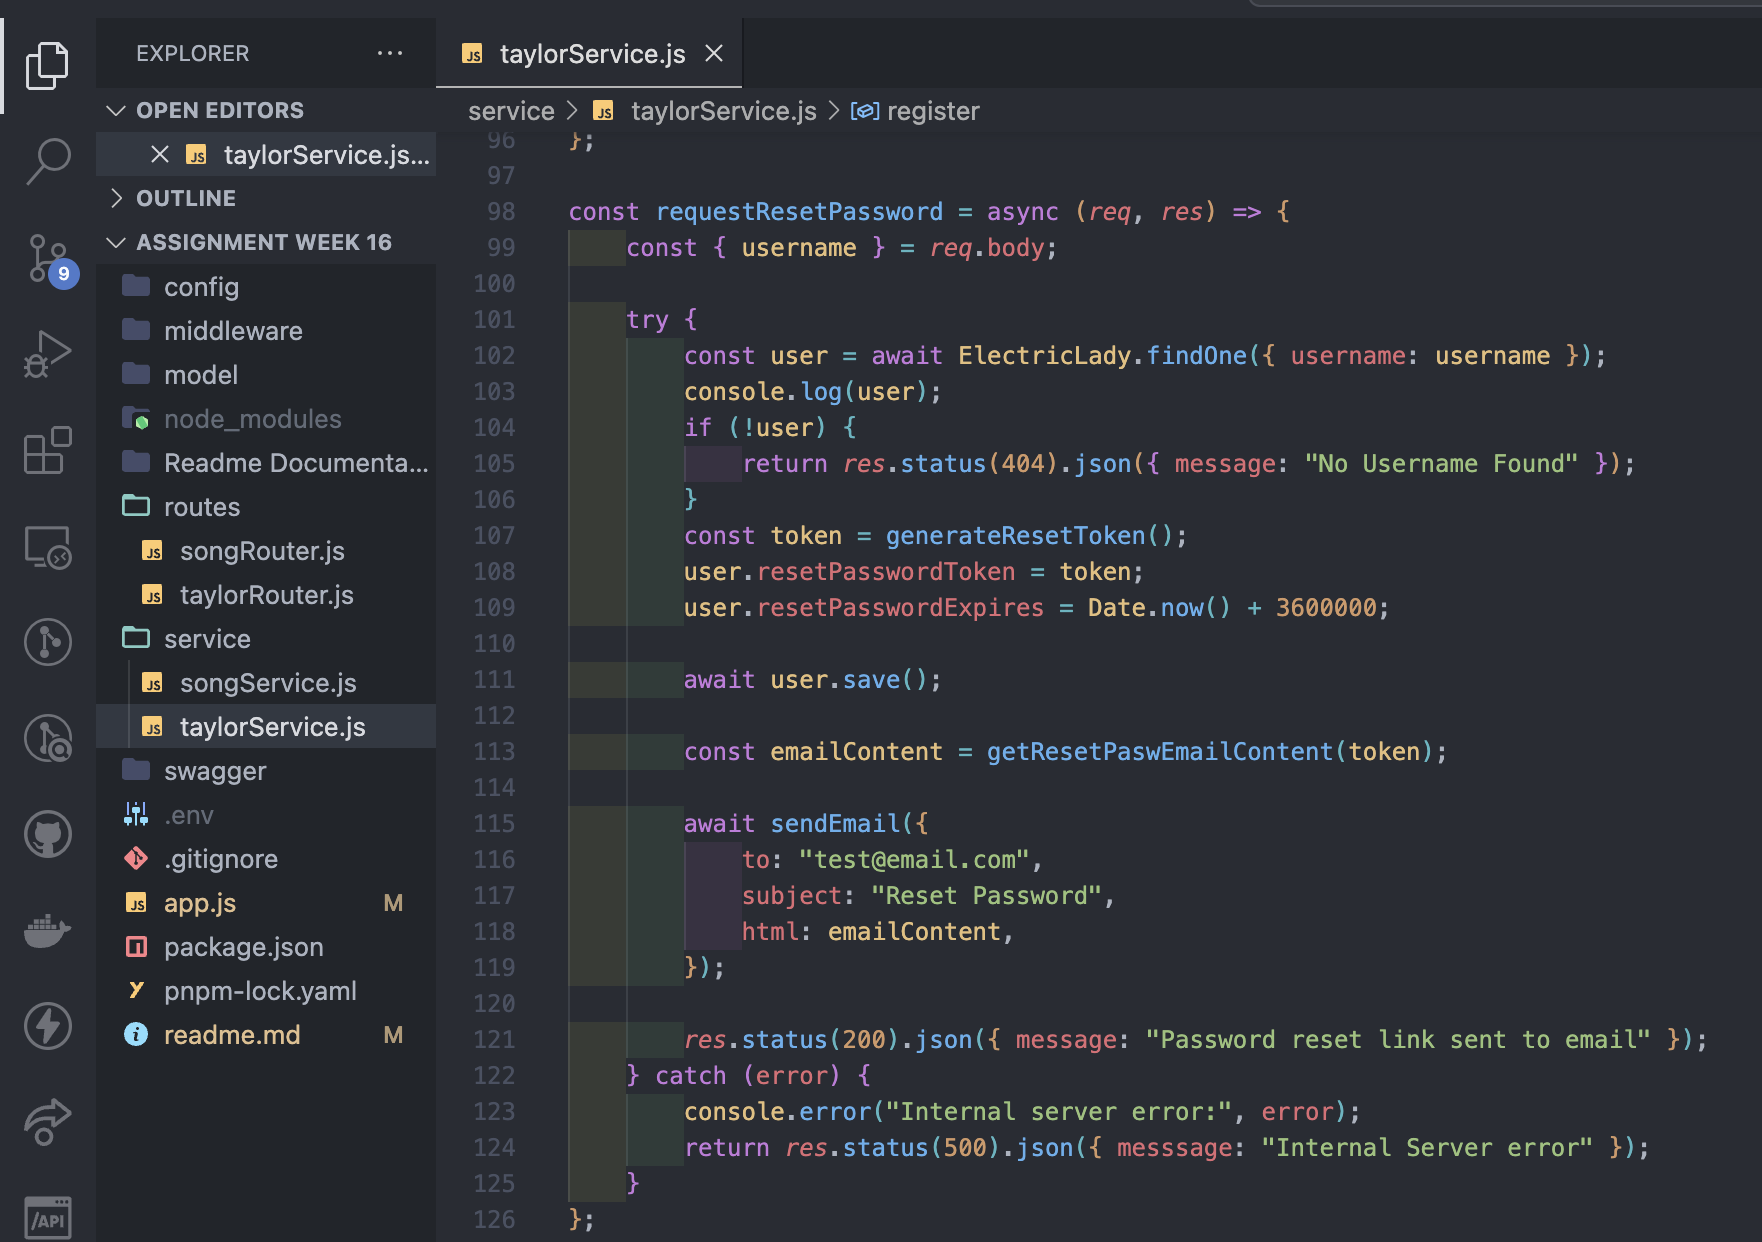 EXPLORER ···
OPEN EDITORS
JS taylorService.js...
OUTLINE
ASSIGNMENT WEEK 16
config
middleware
model
node_modules
Readme Documenta...
routes
JS songRouter.js
JS taylorRouter.js
service
JS songService.js
JS taylorService.js
swagger
.env
.gitignore
JS app.js M
package.json
pnpm-lock.yaml
readme.md M
9
/API
JS taylorService.js
service > JS taylorService.js > register
96 };
97
98 const requestResetPassword = async (req, res) => {
99 const { username } = req.body;
100
101 try {
102 const user = await ElectricLady.findOne({ username: username });
103 console.log(user);
104 if (!user) {
105 return res.status(404).json({ message: "No Username Found" });
106 }
107 const token = generateResetToken();
108 user.resetPasswordToken = token;
109 user.resetPasswordExpires = Date.now() + 3600000;
110
111 await user.save();
112
113 const emailContent = getResetPaswEmailContent(token);
114
115 await sendEmail({
116 to: "test@email.com",
117 subject: "Reset Password",
118 html: emailContent,
119 });
120
121 res.status(200).json({ message: "Password reset link sent to email" });
122 } catch (error) {
123 console.error("Internal server error:", error);
124 return res.status(500).json({ messsage: "Internal Server error" });
125 }
126 };